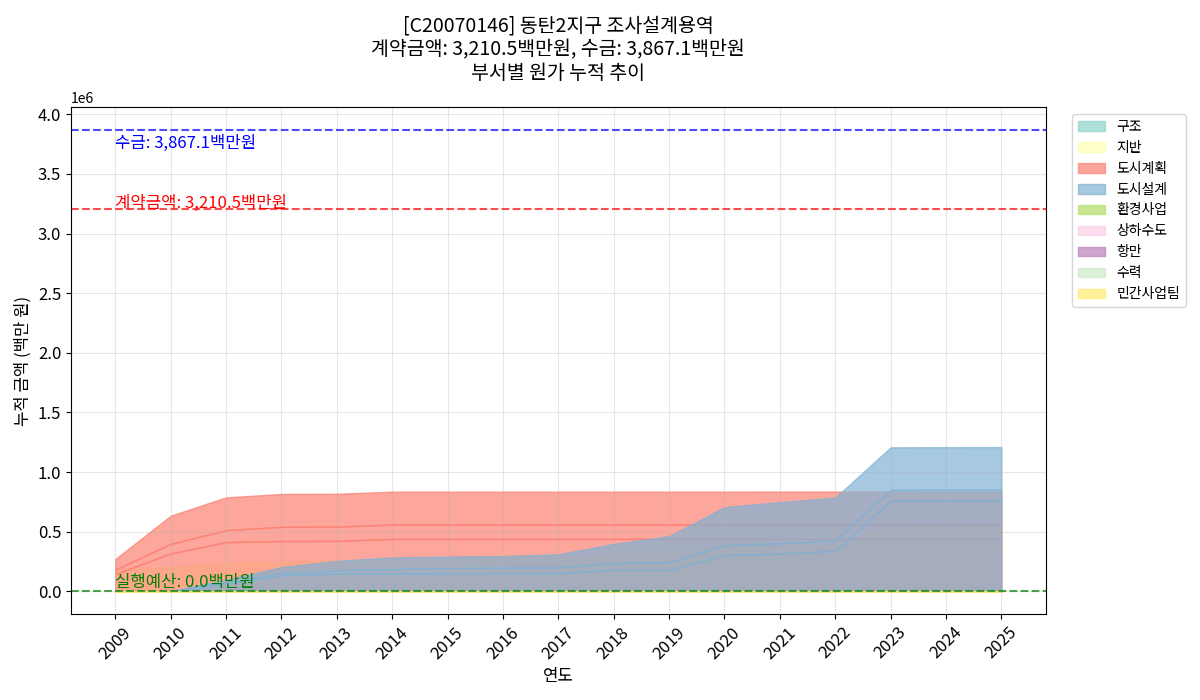 [C20070146] 동탄2지구 조사설계용역
계약금액: 3,210.5백만원, 수금: 3,867.1백만원
부서별 원가 누적 추이
1e6
4.0
3.5
3.0
2.5
2.0
1.5
1.0
0.5
0.0
누적 금액 (백만 원)
수금: 3,867.1백만원
계약금액: 3,210.5백만원
실행예산: 0.0백만원
2009
2010
2011
2012
2013
2014
2015
2016
2017
2018
2019
2020
2021
2022
2023
2024
2025
연도
구조
지반
도시계획
도시설계
환경사업
상하수도
항만
수력
민간사업팀